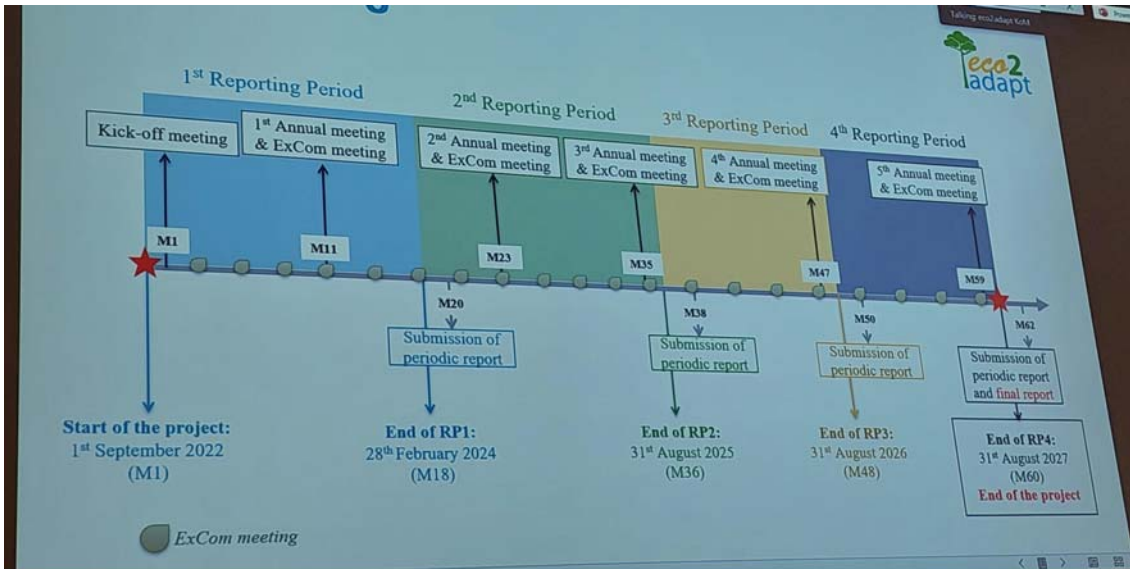 Talking: eco2adapt KoM
eco2
adapt
1st Reporting Period
2nd Reporting Period
3rd Reporting Period
4th Reporting Period
Kick-off meeting
1st Annual meeting
& ExCom meeting
2nd Annual meeting
& ExCom meeting
3rd Annual meeting
& ExCom meeting
4th Annual meeting
& ExCom meeting
5th Annual meeting
& ExCom meeting
M1
M11
M23
M35
M47
M59
M20
M38
M50
M62
Submission of
periodic report
Submission of
periodic report
Submission of
periodic report
Submission of
periodic report
and final report
Start of the project:
1st September 2022
(M1)
End of RP1:
28th February 2024
(M18)
End of RP2:
31st August 2025
(M36)
End of RP3:
31st August 2026
(M48)
End of RP4:
31st August 2027
(M60)
End of the project
ExCom meeting